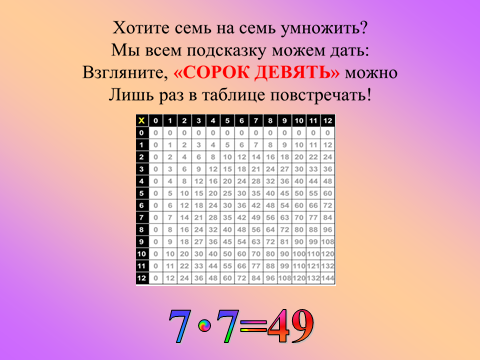 Хотите семь на семь умножить?
Мы всем подсказку можем дать:
Взгляните, «СОРОК ДЕВЯТЬ» можно
Лишь раз в таблице повстречать!
X 0 1 2 3 4 5 6 7 8 9 10 11 12
0 0 0 0 0 0 0 0 0 0 0 0 0 0
1 0 1 2 3 4 5 6 7 8 9 10 11 12
2 0 2 4 6 8 10 12 14 16 18 20 22 24
3 0 3 6 9 12 15 18 21 24 27 30 33 36
4 0 4 8 12 16 20 24 28 32 36 40 44 48
5 0 5 10 15 20 25 30 35 40 45 50 55 60
6 0 6 12 18 24 30 36 42 48 54 60 66 72
7 0 7 14 21 28 35 42 49 56 63 70 77 84
8 0 8 16 24 32 40 48 56 64 72 80 88 96
9 0 9 18 27 36 45 54 63 72 81 90 99 108
10 0 10 20 30 40 50 60 70 80 90 100 110 120
11 0 11 22 33 44 55 66 77 88 99 110 121 132
12 0 12 24 36 48 60 72 84 96 108 120 132 144
7•7=49